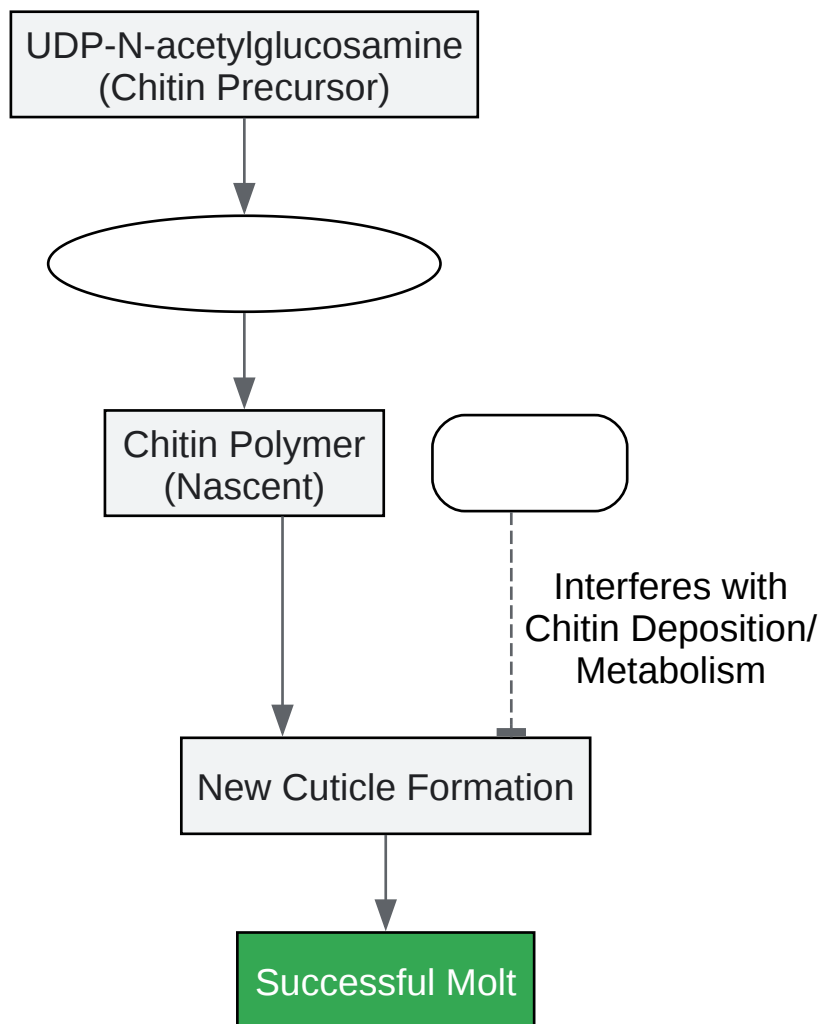 UDP-N-acetylglucosamine
(Chitin Precursor)
Chitin Polymer
(Nascent)
Interferes with
Chitin Deposition/
Metabolism
New Cuticle Formation
Successful Molt